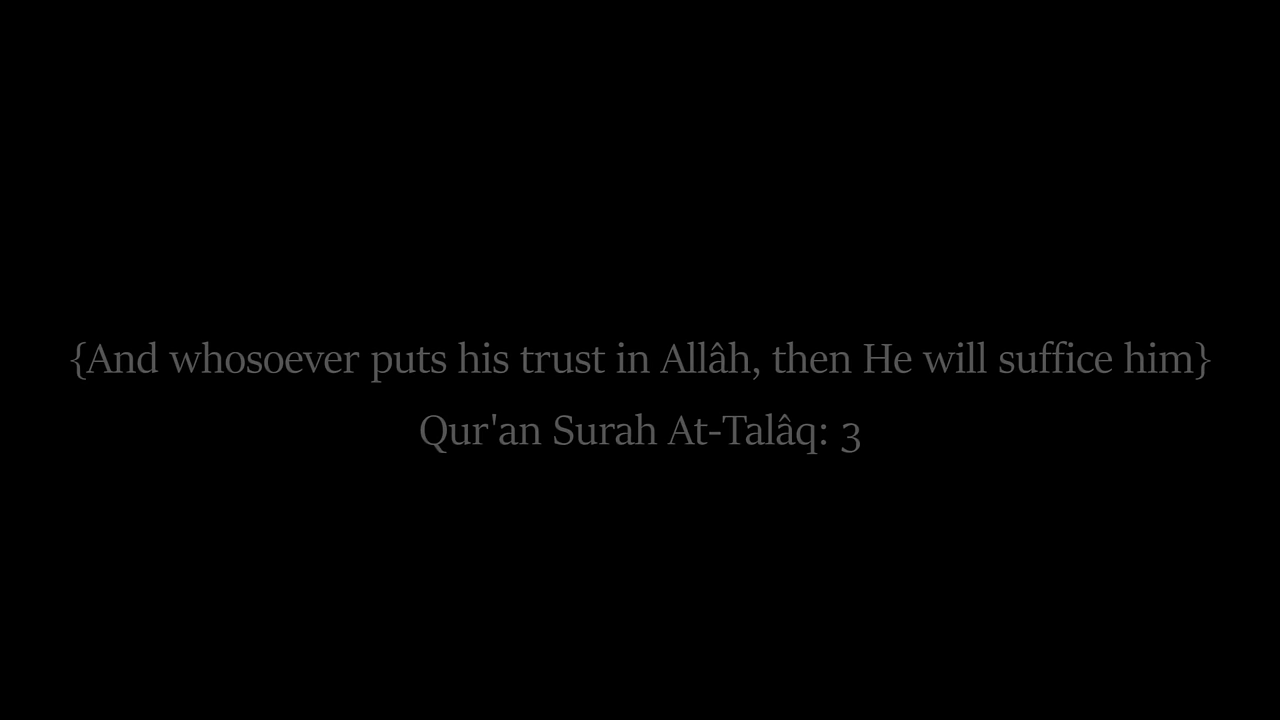 {And whosoever puts his trust in Allâh, then He will suffice him}
Qur'an Surah At-Talâq: 3